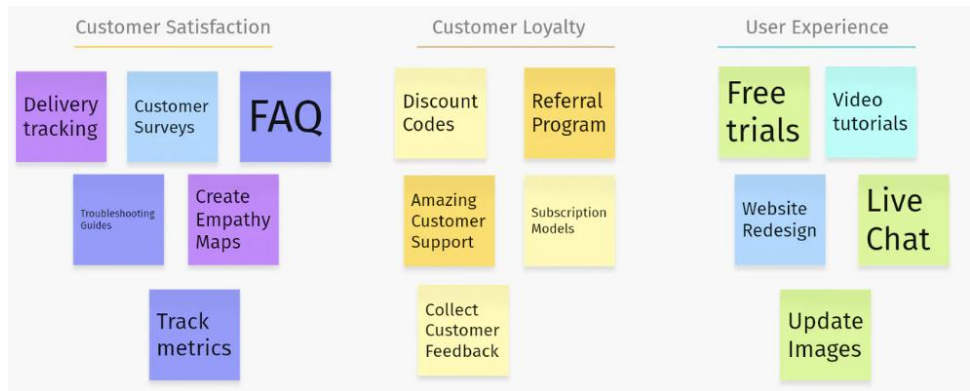 Customer Satisfaction
Delivery
tracking
Customer
Surveys
FAQ
Troubleshooting
Guides
Create
Empathy
Maps
Track
metrics
Customer Loyalty
Discount
Codes
Referral
Program
Amazing
Customer
Support
Subscription
Models
Collect
Customer
Feedback
User Experience
Free
trials
Video
tutorials
Website
Redesign
Live
Chat
Update
Images